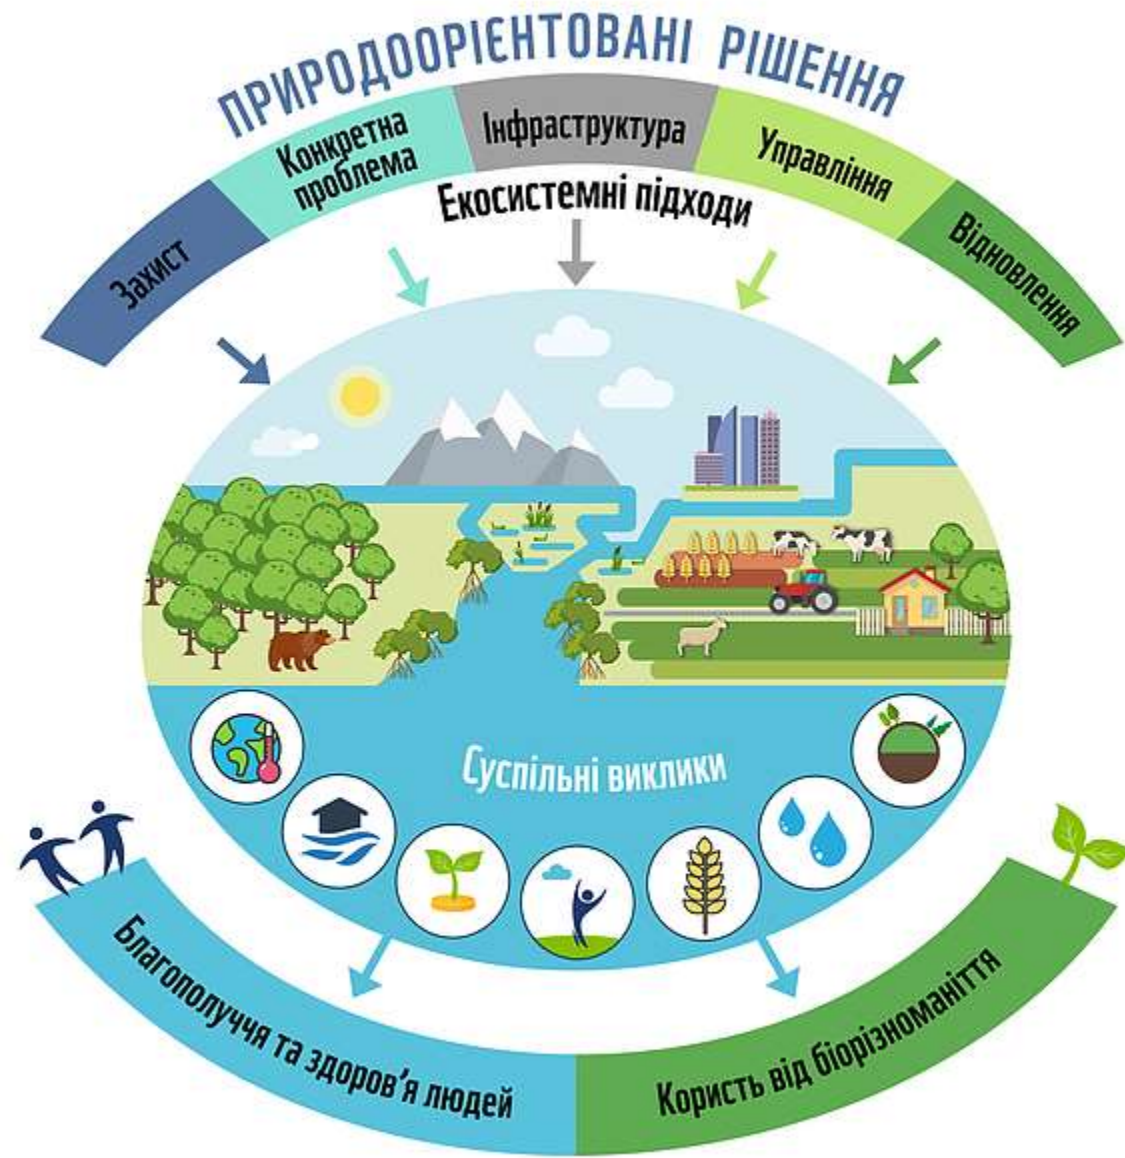 ПРИРОДООРІЄНТОВАНІ РІШЕННЯ
Захист
Конкретна
проблема
Інфраструктура
Управління
Відновлення
Екосистемні підходи
Суспільні виклики
Благополуччя та здоров'я людей
Користь від біорізноманіття